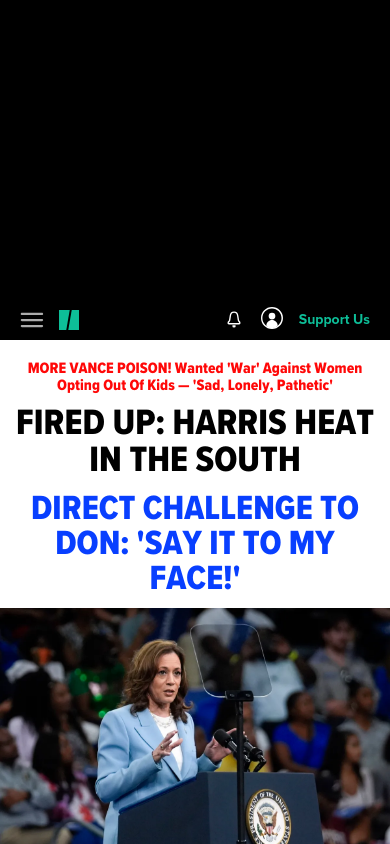 Support Us
MORE VANCE POISON! Wanted 'War' Against Women
Opting Out Of Kids — 'Sad, Lonely, Pathetic'
FIRED UP: HARRIS HEAT
IN THE SOUTH
DIRECT CHALLENGE TO
DON: 'SAY IT TO MY
FACE!'